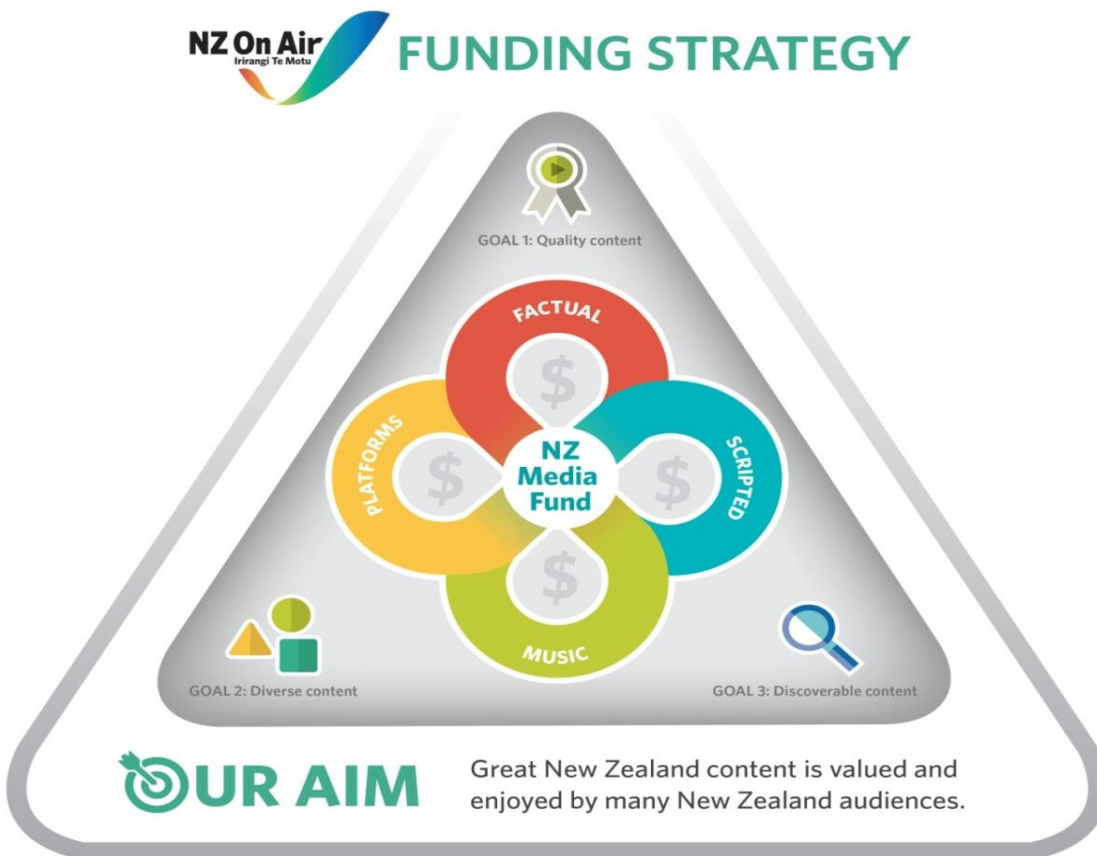 NZ On Air
Irirangi Te Motu
FUNDING STRATEGY
GOAL 1: Quality content
FACTUAL
$
PLATFORMS
$
NZ
Media
Fund
$
SCRIPTED
$
MUSIC
GOAL 2: Diverse content
GOAL 3: Discoverable content
OUR AIM
Great New Zealand content is valued and
enjoyed by many New Zealand audiences.